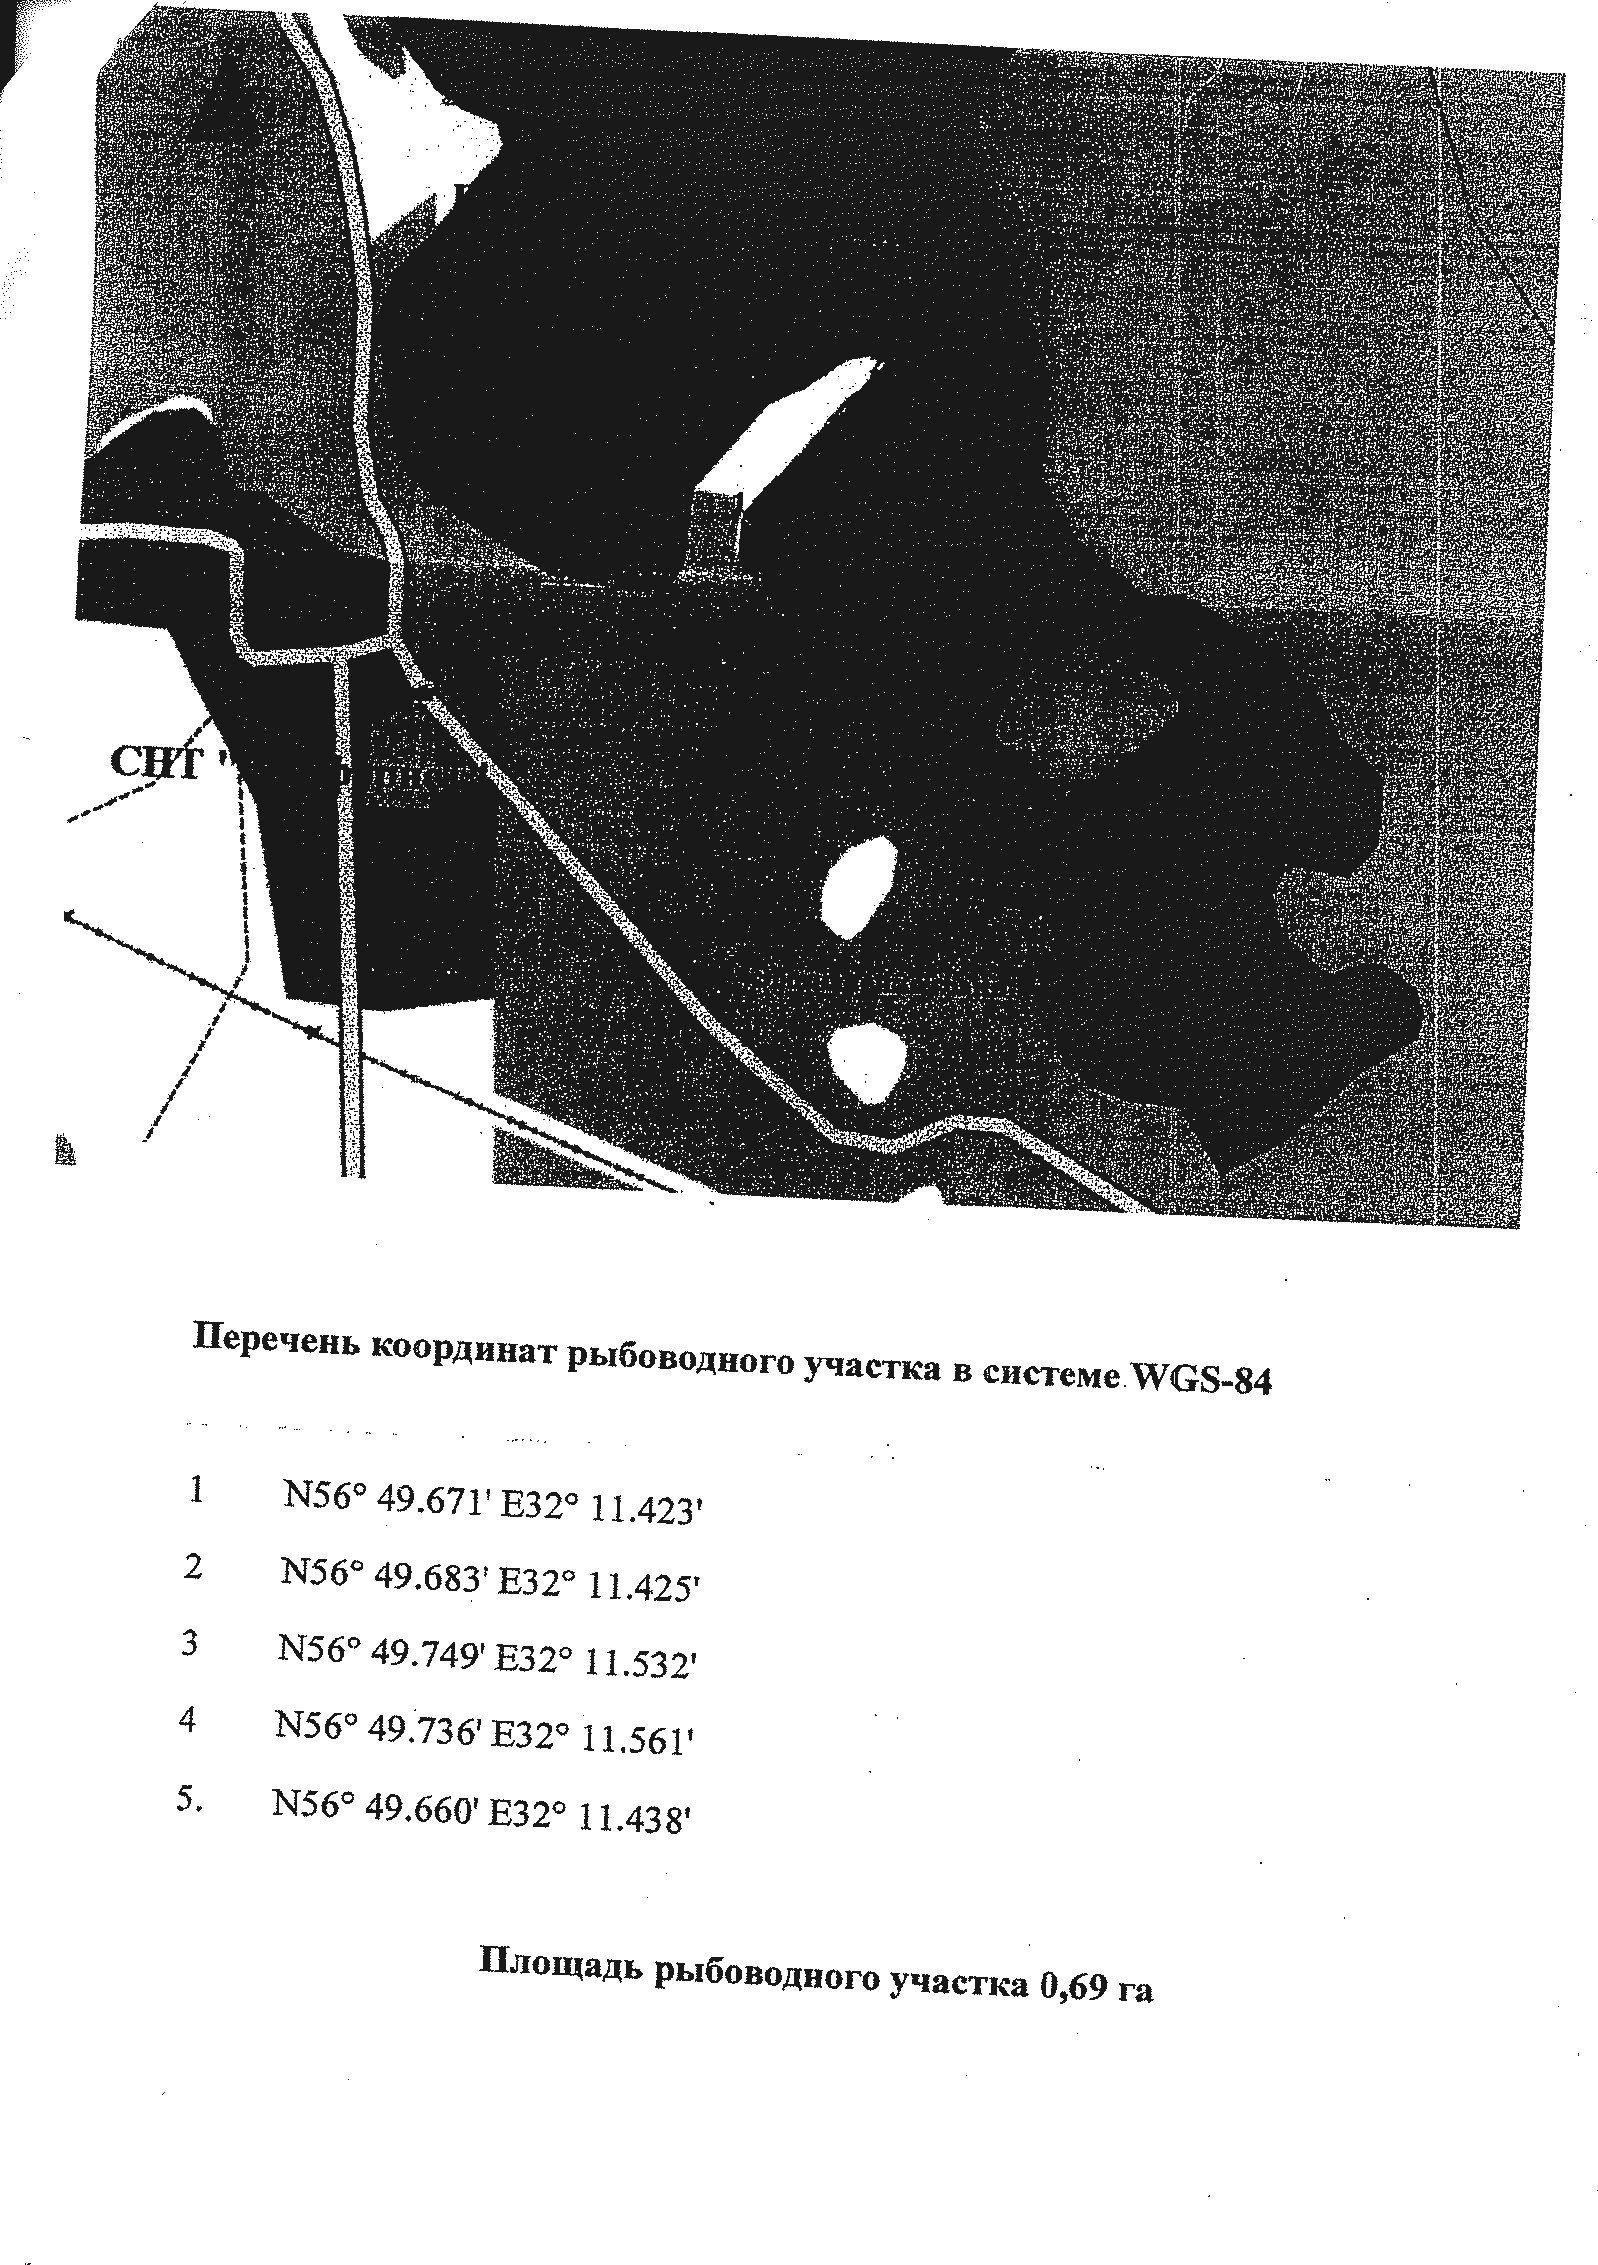 СНТ "
Перечень координат рыбоводного участка в системе WGS-84
1 N56° 49.671' E32° 11.423'
2 N56° 49.683' E32° 11.425'
3 N56° 49.749' E32° 11.532'
4 N56° 49.736' E32° 11.561'
5. N56° 49.660' E32° 11.438'
Площадь рыбоводного участка 0,69 га